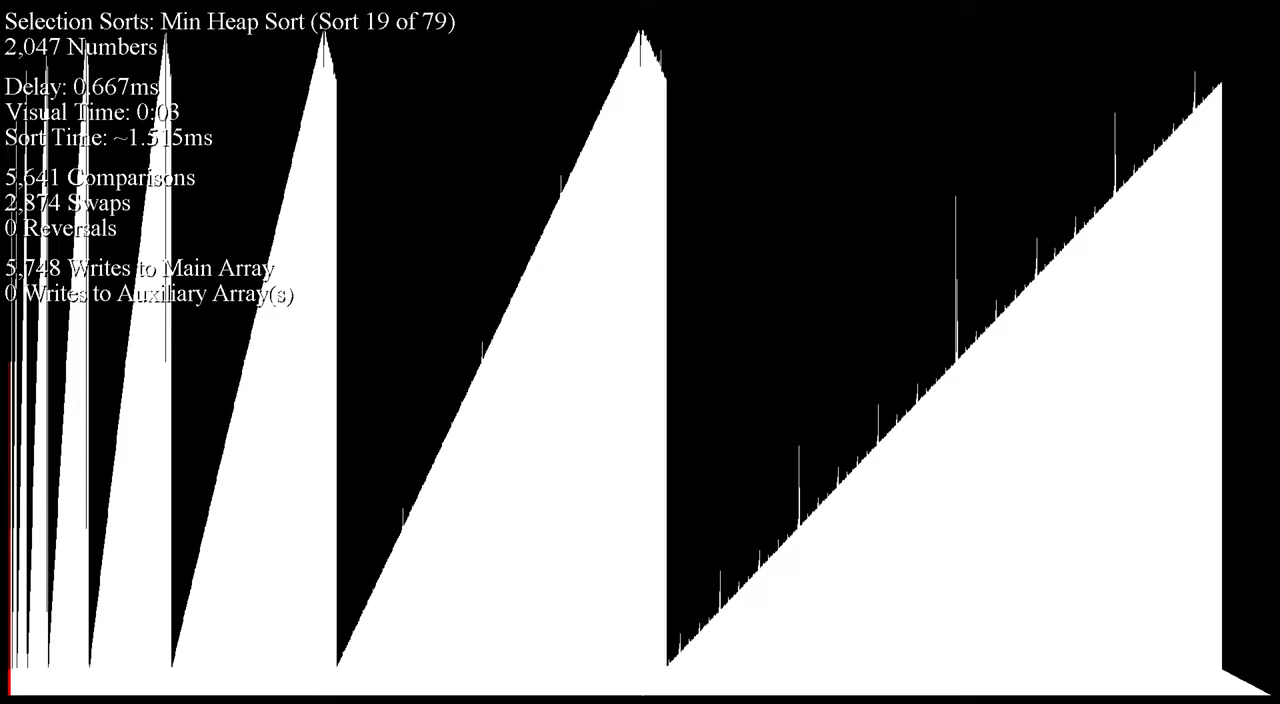 Selection Sorts: Min Heap Sort (Sort 19 of 79)
2,047 Numbers
Delay: 0.667ms
Visual Time: 0:03
Sort Time: ~1.515ms
5,641 Comparisons
2,874 Swaps
0 Reversals
5,748 Writes to Main Array
0 Writes to Auxiliary Array(s)